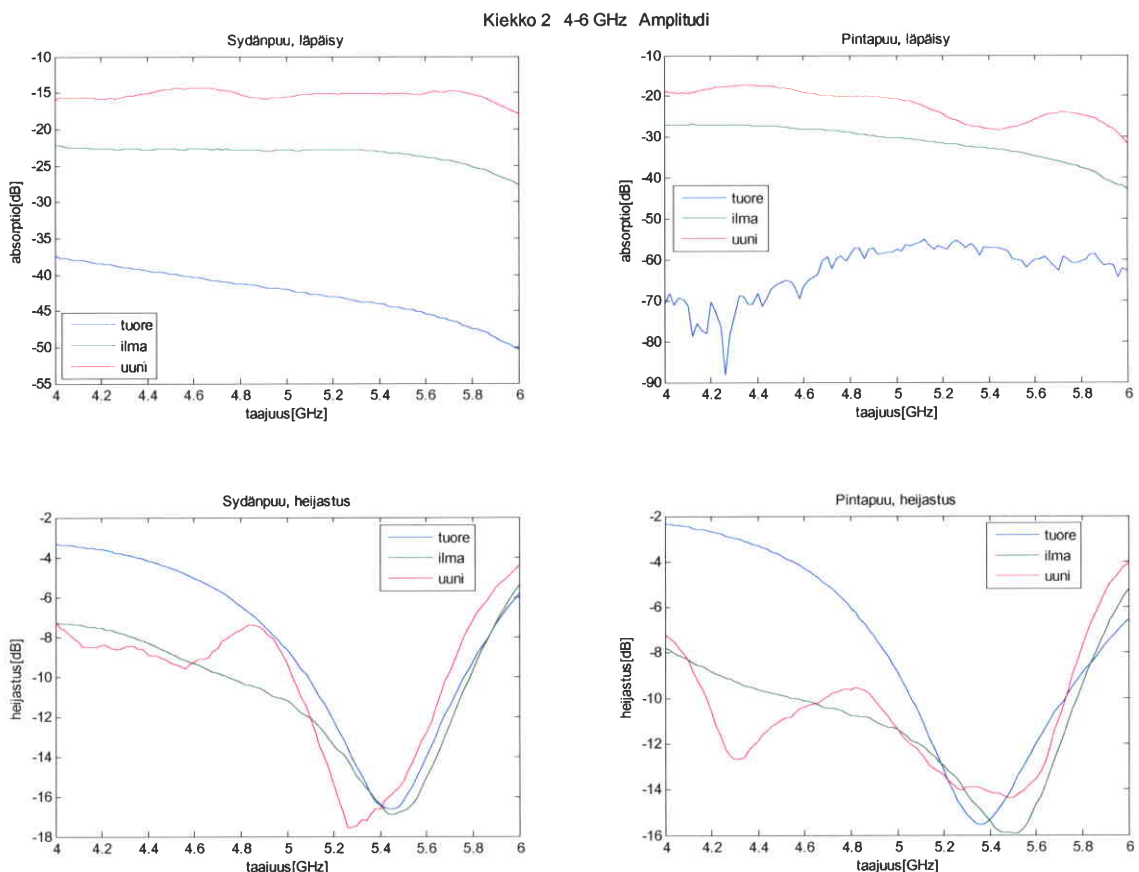 Kiekko 2 4-6 GHz Amplitudi
Sydänpuu, läpäisy
-10
-15
-20
-25
-30
-35
-40
-45
-50
-55
absorptio[dB]
tuore
ilma
uuni
4 4.2 4.4 4.6 4.8 5 5.2 5.4 5.6 5.8 6
taajuus[GHz]
Pintapuu, läpäisy
-10
-20
-30
-40
-50
-60
-70
-80
-90
absorptio[dB]
tuore
ilma
uuni
4 4.2 4.4 4.6 4.8 5 5.2 5.4 5.6 5.8 6
taajuus[GHz]
Sydänpuu, heijastus
-2
-4
-6
-8
-10
-12
-14
-16
-18
heijastus[dB]
tuore
ilma
uuni
4 4.2 4.4 4.6 4.8 5 5.2 5.4 5.6 5.8 6
taajuus[GHz]
Pintapuu, heijastus
-2
-4
-6
-8
-10
-12
-14
-16
heijastus[dB]
tuore
ilma
uuni
4 4.2 4.4 4.6 4.8 5 5.2 5.4 5.6 5.8 6
taajuus[GHz]